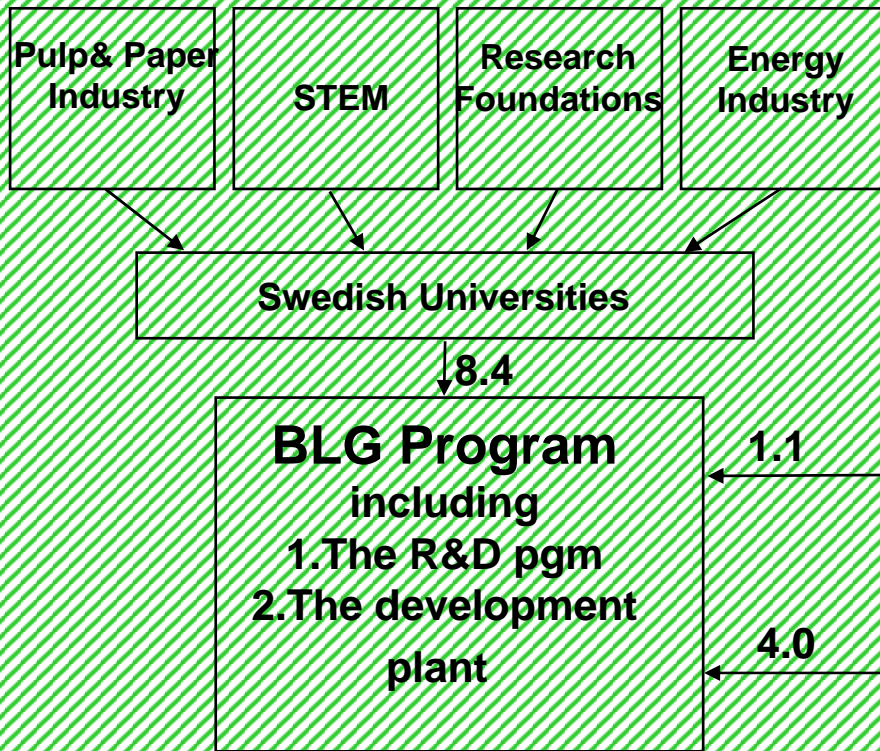 Pulp& Paper
Industry
STEM
Research
Foundations
Energy
Industry
Swedish Universities
8.4
BLG Program
including
1.The R&D pgm
2.The development
plant
1.1
4.0